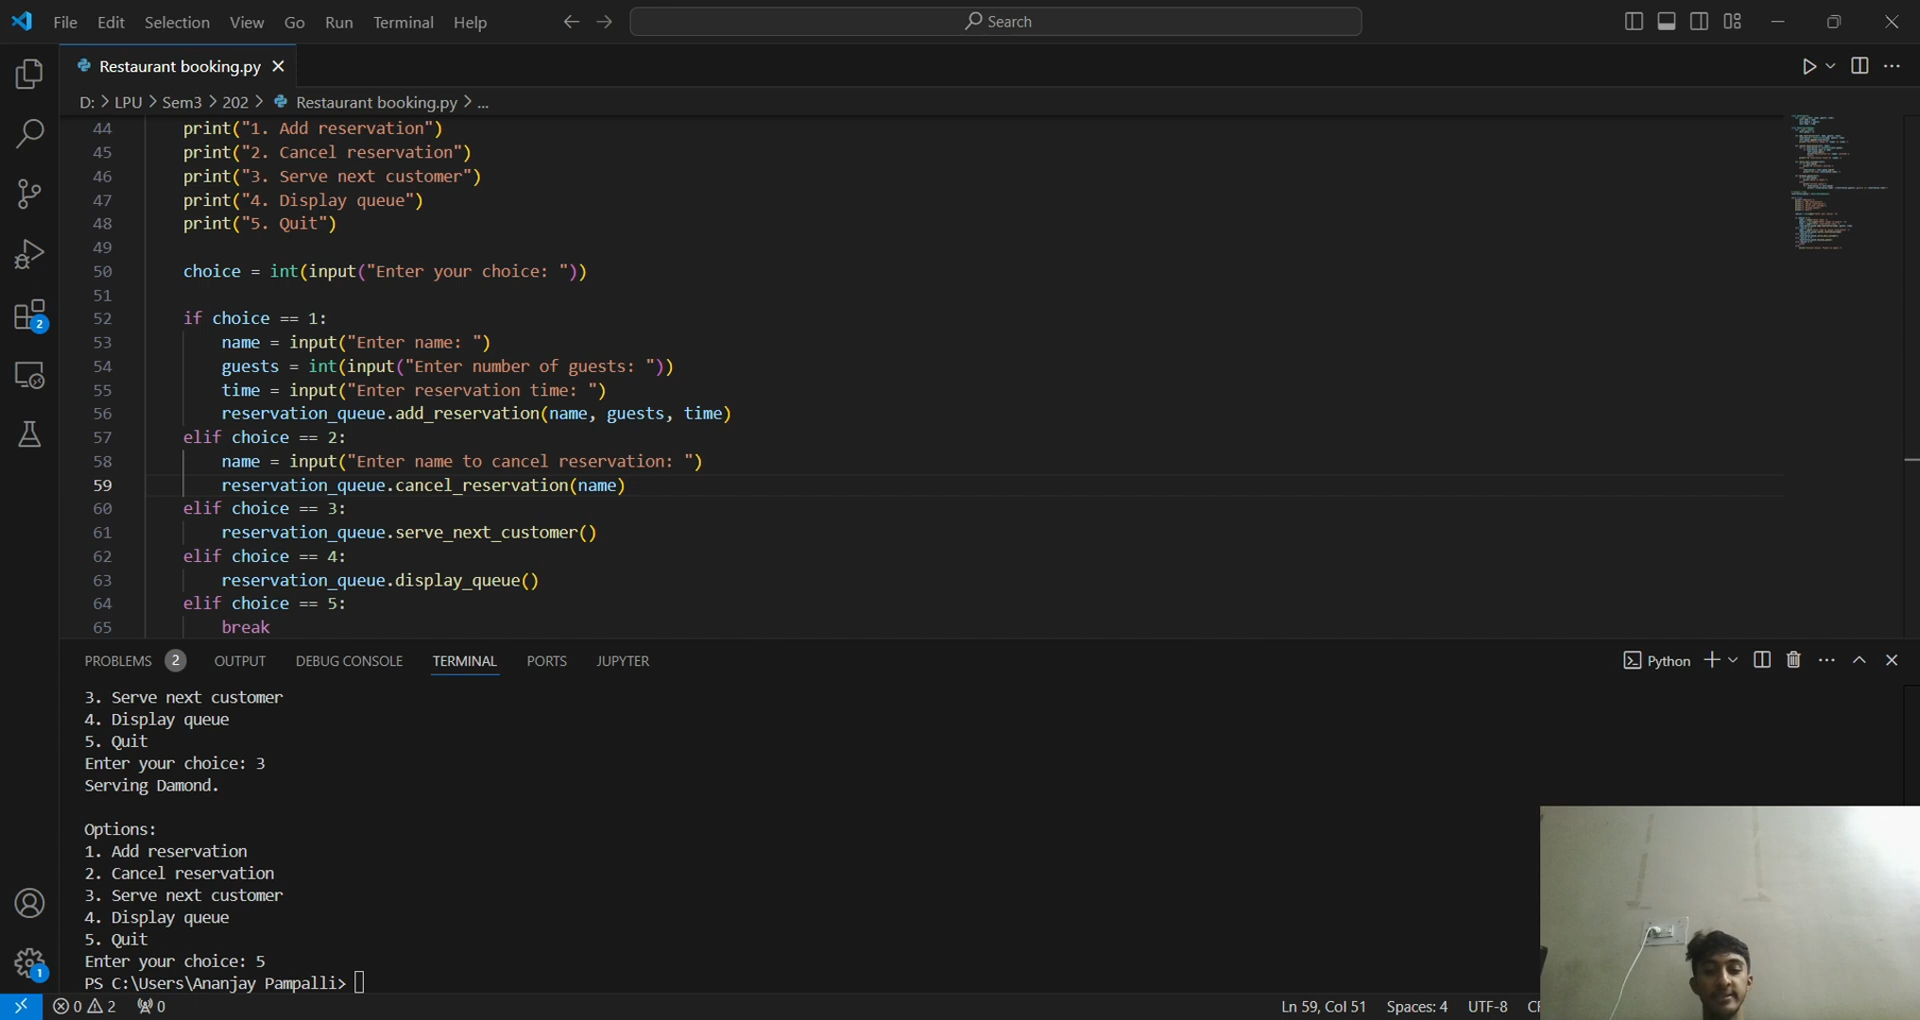 File Edit Selection View Go Run Terminal Help
Search
Restaurant booking.py
D: > LPU > Sem3 > 202 > Restaurant booking.py > ...
44 print("1. Add reservation")
45 print("2. Cancel reservation")
46 print("3. Serve next customer")
47 print("4. Display queue")
48 print("5. Quit")
49
50 choice = int(input("Enter your choice: "))
51
52 if choice == 1:
53 name = input("Enter name: ")
54 guests = int(input("Enter number of guests: "))
55 time = input("Enter reservation time: ")
56 reservation_queue.add_reservation(name, guests, time)
57 elif choice == 2:
58 name = input("Enter name to cancel reservation: ")
59 reservation_queue.cancel_reservation(name)
60 elif choice == 3:
61 reservation_queue.serve_next_customer()
62 elif choice == 4:
63 reservation_queue.display_queue()
64 elif choice == 5:
65 break
2
PROBLEMS 2 OUTPUT DEBUG CONSOLE TERMINAL PORTS JUPYTER
Python
3. Serve next customer
4. Display queue
5. Quit
Enter your choice: 3
Serving Damond.
Options:
1. Add reservation
2. Cancel reservation
3. Serve next customer
4. Display queue
5. Quit
Enter your choice: 5
PS C:\Users\Ananjay Pampalli>
1
0 2 0 Ln 59, Col 51 Spaces: 4 UTF-8